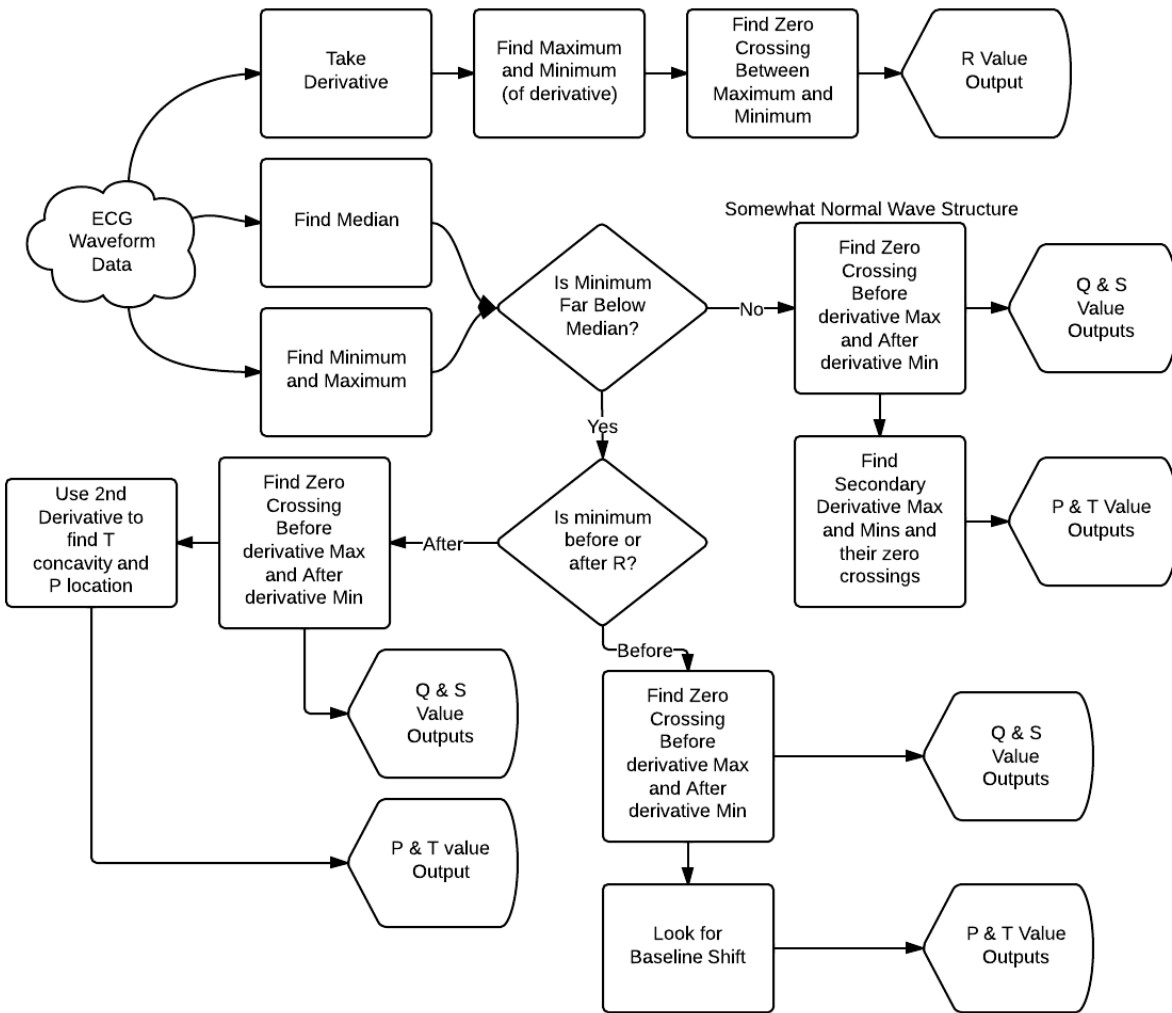 Take
Derivative
Find Maximum
and Minimum
(of derivative)
Find Zero
Crossing
Between
Maximum and
Minimum
R Value
Output
ECG
Waveform
Data
Find Median
Find Minimum
and Maximum
Is Minimum
Far Below
Median?
No
Somewhat Normal Wave Structure
Find Zero
Crossing
Before
derivative Max
and After
derivative Min
Q & S
Value
Outputs
Find
Secondary
Derivative Max
and Mins and
their zero
crossings
P & T Value
Outputs
Yes
Is minimum
before or
after R?
After
Find Zero
Crossing
Before
derivative Max
and After
derivative Min
Use 2nd
Derivative to
find T
concavity and
P location
Q & S
Value
Outputs
P & T value
Output
Before
Find Zero
Crossing
Before
derivative Max
and After
derivative Min
Q & S
Value
Outputs
Look for
Baseline Shift
P & T Value
Outputs